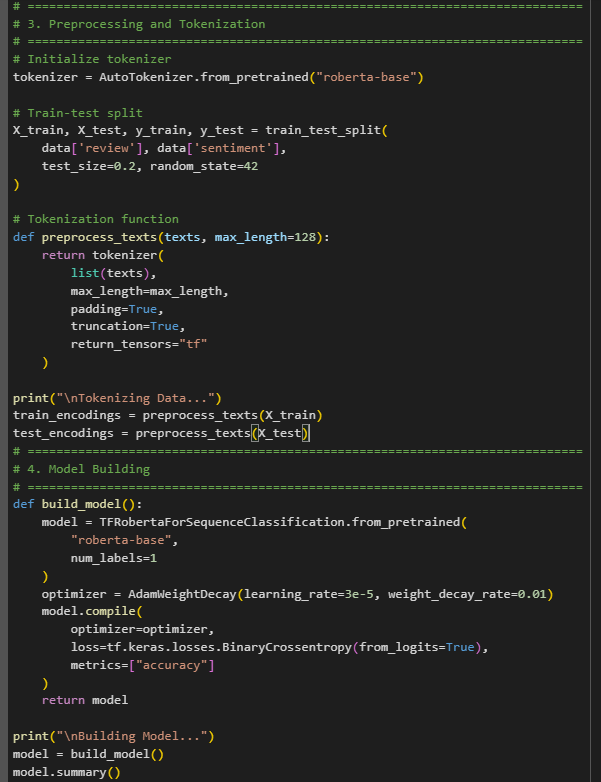 # =============================================================================
# 3. Preprocessing and Tokenization
# =============================================================================
# Initialize tokenizer
tokenizer = AutoTokenizer.from_pretrained("roberta-base")

# Train-test split
X_train, X_test, y_train, y_test = train_test_split(
    data['review'], data['sentiment'],
    test_size=0.2, random_state=42
)

# Tokenization function
def preprocess_texts(texts, max_length=128):
    return tokenizer(
        list(texts),
        max_length=max_length,
        padding=True,
        truncation=True,
        return_tensors="tf"
    )

print("\nTokenizing Data...")
train_encodings = preprocess_texts(X_train)
test_encodings = preprocess_texts(X_test)
# =============================================================================
# 4. Model Building
# =============================================================================
def build_model():
    model = TFRobertaForSequenceClassification.from_pretrained(
        "roberta-base",
        num_labels=1
    )
    optimizer = AdamWeightDecay(learning_rate=3e-5, weight_decay_rate=0.01)
    model.compile(
        optimizer=optimizer,
        loss=tf.keras.losses.BinaryCrossentropy(from_logits=True),
        metrics=["accuracy"]
    )
    return model

print("\nBuilding Model...")
model = build_model()
model.summary()